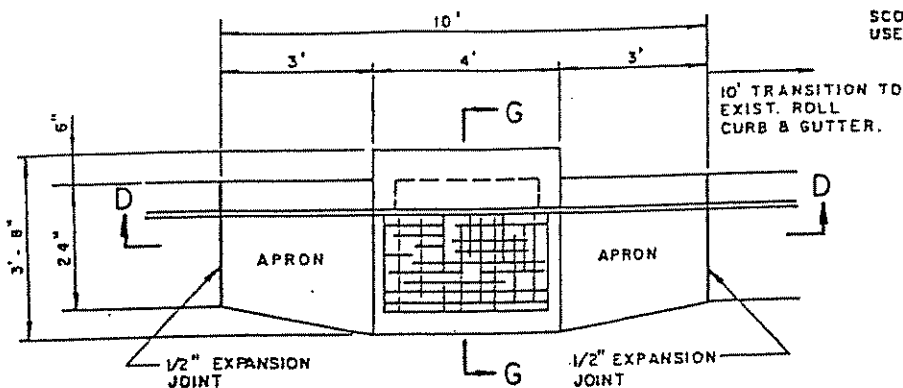 10'
SCO
USE
3'
4'
3'
10' TRANSITION TO
EXIST. ROLL
CURB & GUTTER.
G
6"
D
D
3'-8"
24"
APRON
APRON
1/2" EXPANSION
JOINT
G
1/2" EXPANSION
JOINT